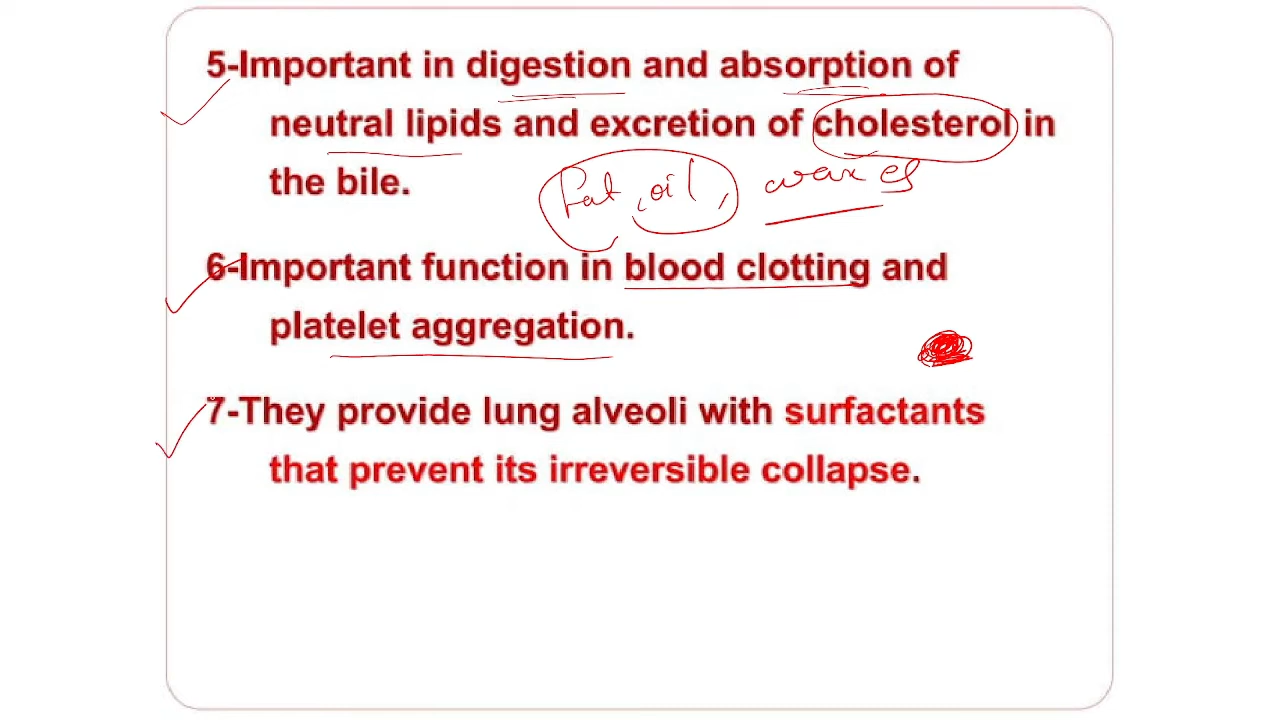 5-Important in digestion and absorption of
neutral lipids and excretion of cholesterol in
the bile.
Fat, oil, waxes
6-Important function in blood clotting and
platelet aggregation.
7-They provide lung alveoli with surfactants
that prevent its irreversible collapse.